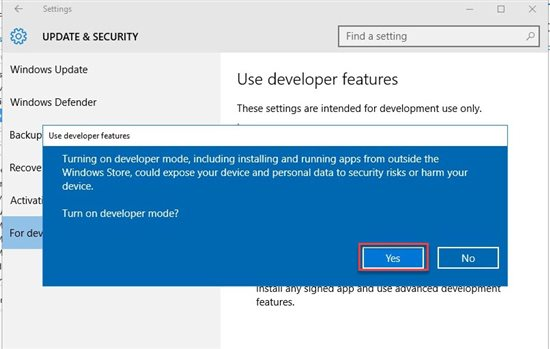 Settings
UPDATE & SECURITY
Find a setting
Windows Update
Windows Defender
Backup
Recove
Activati
For dev
Use developer features
These settings are intended for development use only.
Use developer features
Turning on developer mode, including installing and running apps from outside the
Windows Store, could expose your device and personal data to security risks or harm your
device.
Turn on developer mode?
Yes
No
Install any signed app and use advanced development
features.